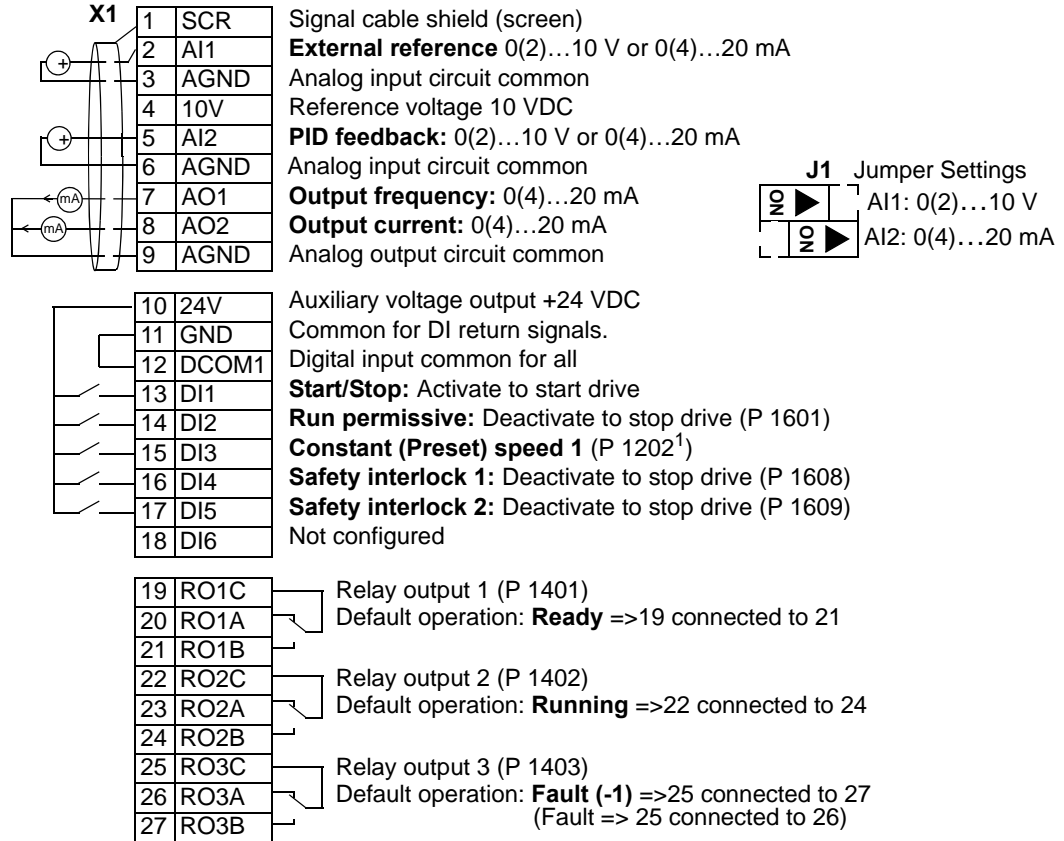 X1
1 SCR Signal cable shield (screen)
2 AI1 External reference 0(2)…10 V or 0(4)…20 mA
3 AGND Analog input circuit common
4 10V Reference voltage 10 VDC
5 AI2 PID feedback: 0(2)…10 V or 0(4)…20 mA
6 AGND Analog input circuit common
7 AO1 Output frequency: 0(4)…20 mA
8 AO2 Output current: 0(4)…20 mA
9 AGND Analog output circuit common
+
+
mA
mA
J1 Jumper Settings
ON AI1: 0(2)…10 V
ON AI2: 0(4)…20 mA
10 24V Auxiliary voltage output +24 VDC
11 GND Common for DI return signals.
12 DCOM1 Digital input common for all
13 DI1 Start/Stop: Activate to start drive
14 DI2 Run permissive: Deactivate to stop drive (P 1601)
15 DI3 Constant (Preset) speed 1 (P 1202¹)
16 DI4 Safety interlock 1: Deactivate to stop drive (P 1608)
17 DI5 Safety interlock 2: Deactivate to stop drive (P 1609)
18 DI6 Not configured
19 RO1C Relay output 1 (P 1401)
20 RO1A Default operation: Ready =>19 connected to 21
21 RO1B
22 RO2C Relay output 2 (P 1402)
23 RO2A Default operation: Running =>22 connected to 24
24 RO2B
25 RO3C Relay output 3 (P 1403)
26 RO3A Default operation: Fault (-1) =>25 connected to 27
27 RO3B (Fault => 25 connected to 26)